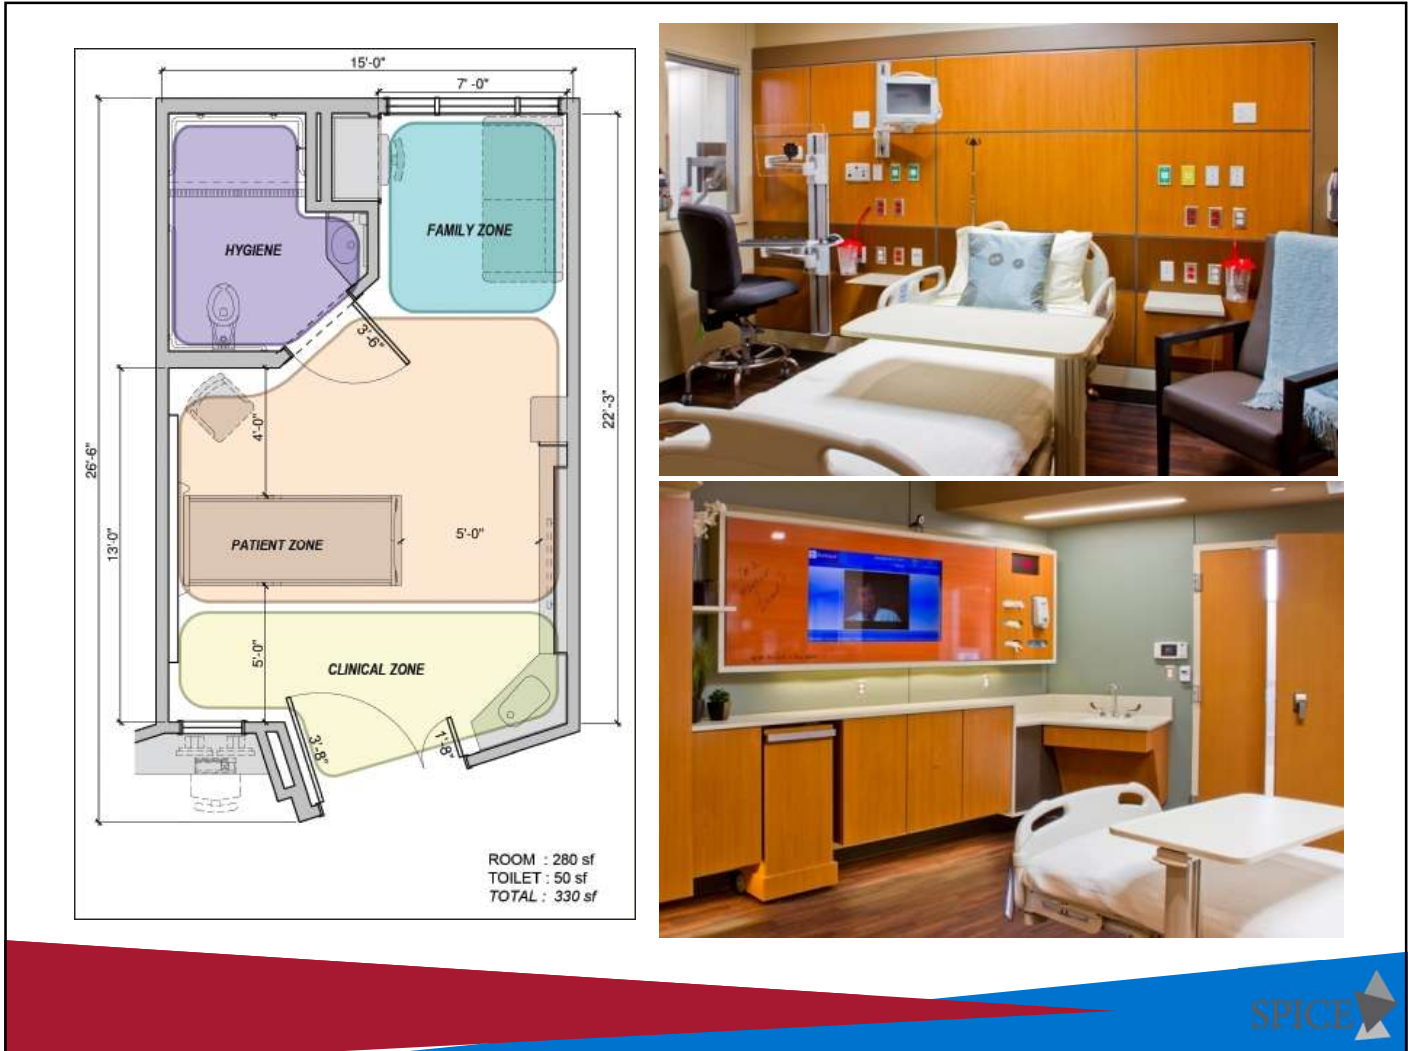 15'-0"
7'-0"
HYGIENE
FAMILY ZONE
3'-6"
22'-3"
4'-0"
26'-6"
13'-0"
PATIENT ZONE
5'-0"
5'-0"
CLINICAL ZONE
3'-8"
1'-8"
ROOM : 280 sf
TOILET : 50 sf
TOTAL : 330 sf
SPICE